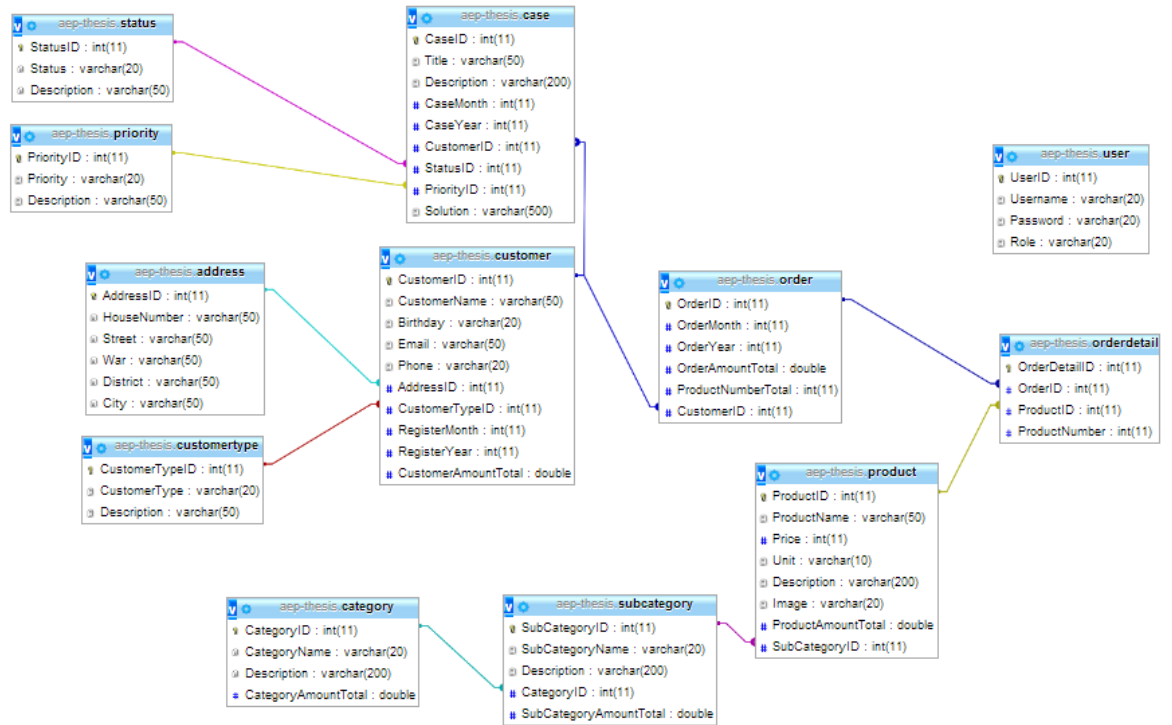 aep-thesis.status
StatusID : int(11)
Status : varchar(20)
Description : varchar(50)
aep-thesis.priority
PriorityID : int(11)
Priority : varchar(20)
Description : varchar(50)
aep-thesis.case
CaseID : int(11)
Title : varchar(50)
Description : varchar(200)
CaseMonth : int(11)
CaseYear : int(11)
CustomerID : int(11)
StatusID : int(11)
PriorityID : int(11)
Solution : varchar(500)
aep-thesis.user
UserID : int(11)
Username : varchar(20)
Password : varchar(20)
Role : varchar(20)
aep-thesis.address
AddressID : int(11)
HouseNumber : varchar(50)
Street : varchar(50)
War : varchar(50)
District : varchar(50)
City : varchar(50)
aep-thesis.customertype
CustomerTypeID : int(11)
CustomerType : varchar(20)
Description : varchar(50)
aep-thesis.customer
CustomerID : int(11)
CustomerName : varchar(50)
Birthday : varchar(20)
Email : varchar(50)
Phone : varchar(20)
AddressID : int(11)
CustomerTypeID : int(11)
RegisterMonth : int(11)
RegisterYear : int(11)
CustomerAmountTotal : double
aep-thesis.order
OrderID : int(11)
OrderMonth : int(11)
OrderYear : int(11)
OrderAmountTotal : double
ProductNumberTotal : int(11)
CustomerID : int(11)
aep-thesis.orderdetail
OrderDetailID : int(11)
OrderID : int(11)
ProductID : int(11)
ProductNumber : int(11)
aep-thesis.product
ProductID : int(11)
ProductName : varchar(50)
Price : int(11)
Unit : varchar(10)
Description : varchar(200)
Image : varchar(20)
ProductAmountTotal : double
SubCategoryID : int(11)
aep-thesis.category
CategoryID : int(11)
CategoryName : varchar(20)
Description : varchar(200)
CategoryAmountTotal : double
aep-thesis.subcategory
SubCategoryID : int(11)
SubCategoryName : varchar(20)
Description : varchar(200)
CategoryID : int(11)
SubCategoryAmountTotal : double